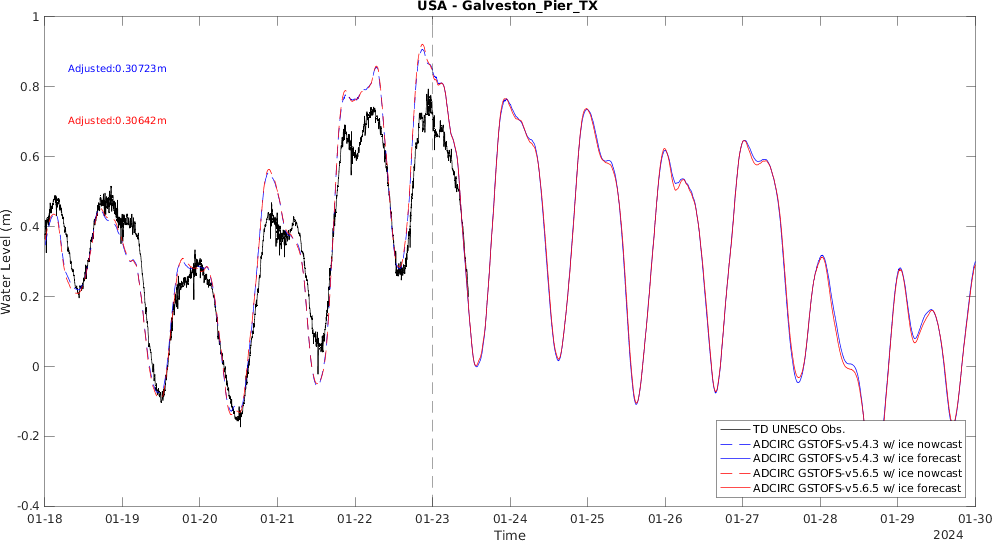 USA - Galveston_Pier_TX
Adjusted:0.30723m
Adjusted:0.30642m
Water Level (m)
1
0.8
0.6
0.4
0.2
0
-0.2
-0.4
TD UNESCO Obs.
ADCIRC GSTOFS-v5.4.3 w/ ice nowcast
ADCIRC GSTOFS-v5.4.3 w/ ice forecast
ADCIRC GSTOFS-v5.6.5 w/ ice nowcast
ADCIRC GSTOFS-v5.6.5 w/ ice forecast
01-18 01-19 01-20 01-21 01-22 01-23 01-24 01-25 01-26 01-27 01-28 01-29 01-30
Time
2024